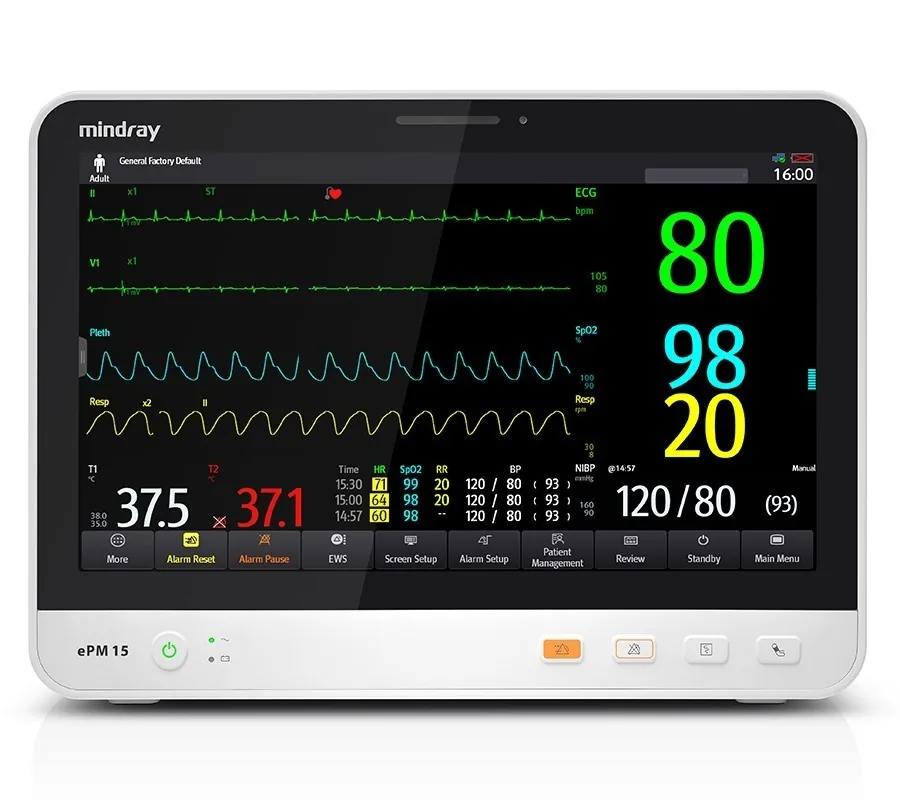 mindray
Adult
General Factory Default
16:00
II x1 ST
ECG
bpm
1mV
80
V1 x1
1mV
105
80
Pleth
SpO2
%
98
100
90
Resp x2 II
Resp
rpm
20
30
8
T1
°C
37.5
38.0
35.0
T2
°C
37.1
Time HR SpO2 RR BP
15:30 71 99 20 120 / 80 ( 93 )
15:00 64 98 20 120 / 80 ( 93 )
14:57 60 98 -- 120 / 80 ( 93 )
NIBP @14:57 Manual
mmHg
160
90
120/80 (93)
More
Alarm Reset
Alarm Pause
EWS
Screen Setup
Alarm Setup
Patient
Management
Review
Standby
Main Menu
ePM 15